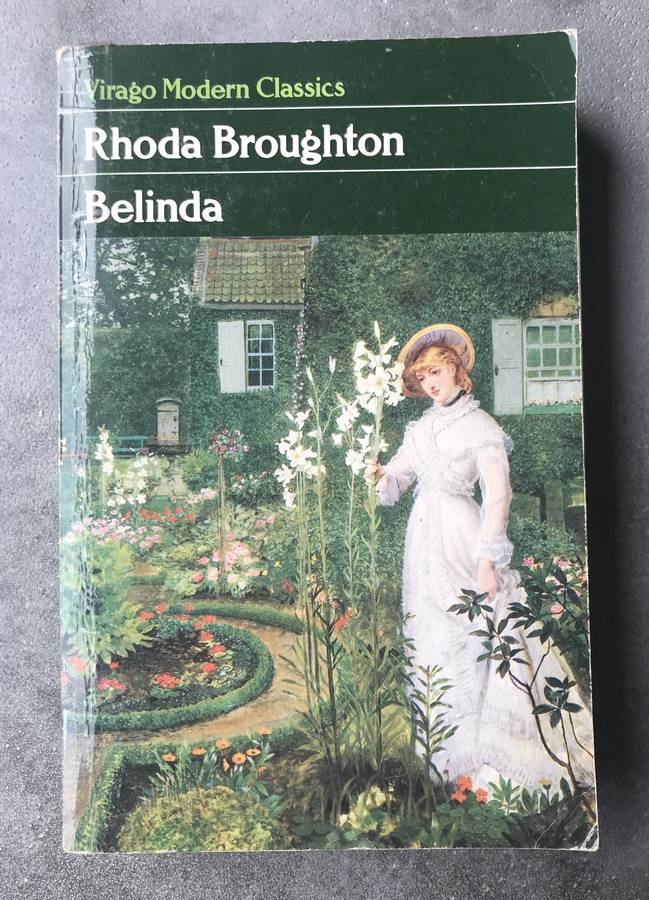 Virago Modern Classics
Rhoda Broughton
Belinda